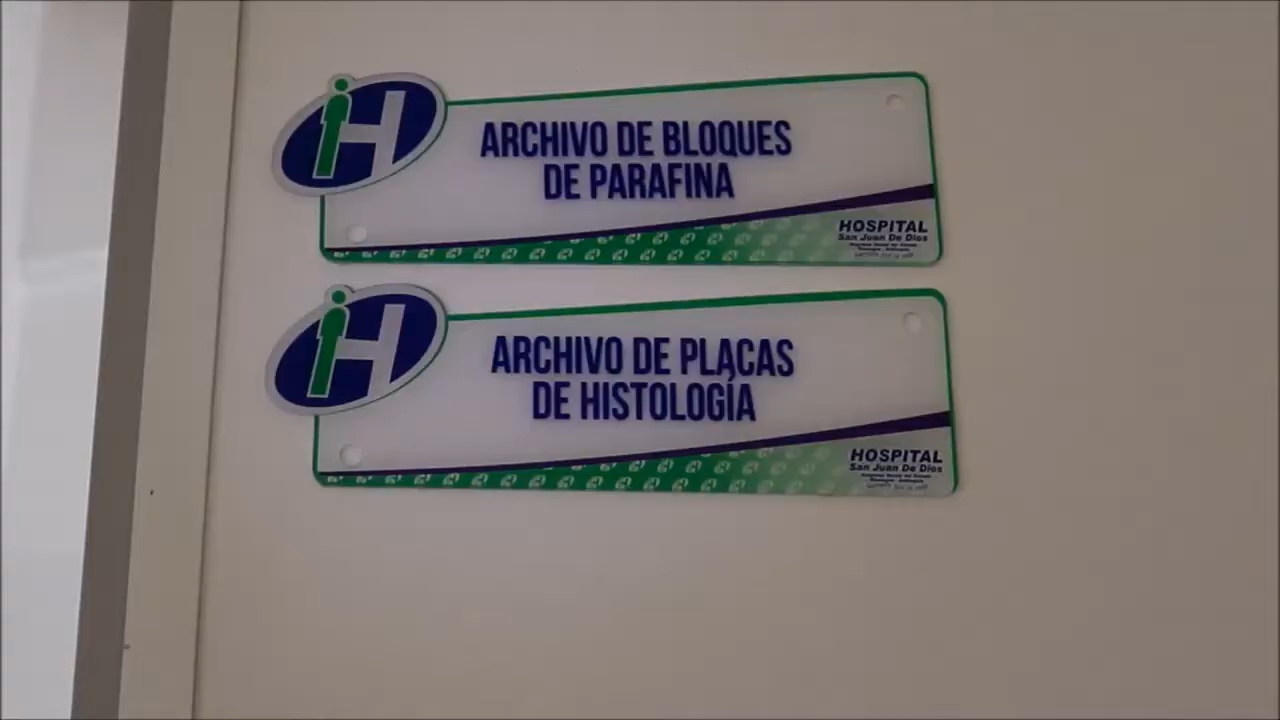 ARCHIVO DE BLOQUES
DE PARAFINA
HOSPITAL
San Juan De Dios
ARCHIVO DE PLACAS
DE HISTOLOGÍA
HOSPITAL
San Juan De Dios